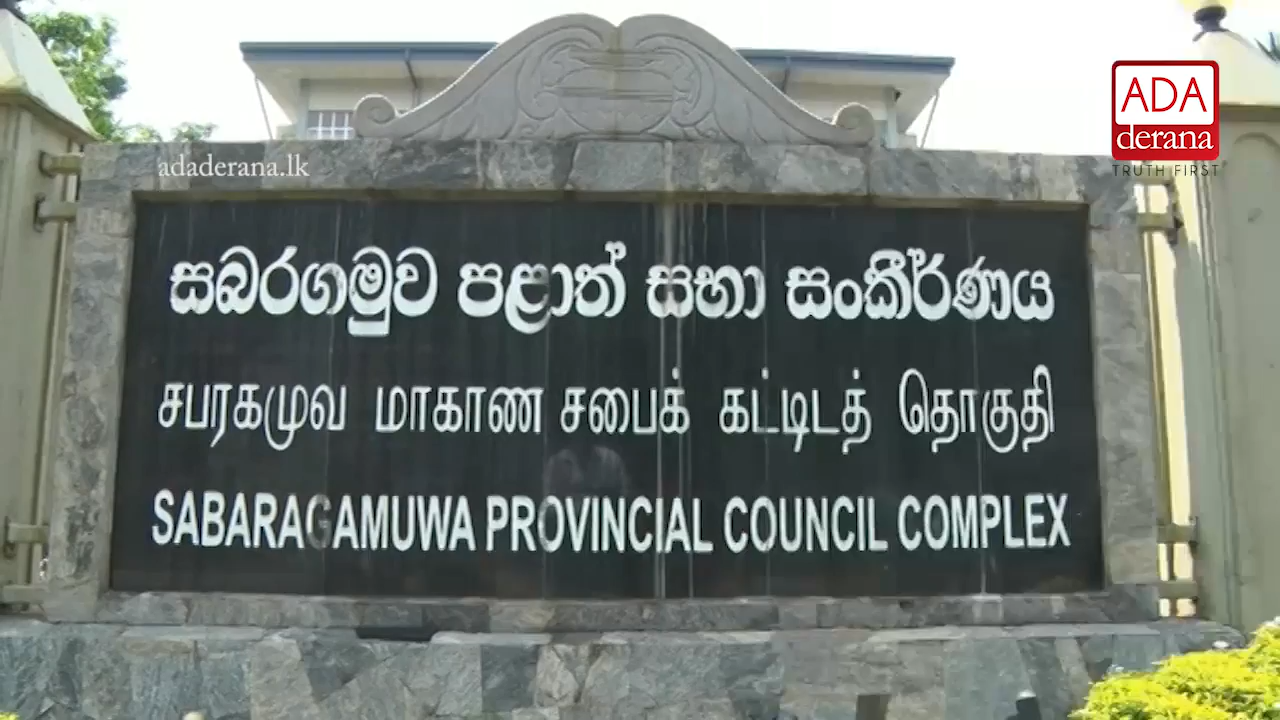 ADA
derana
TRUTH FIRST
adaderana.lk
සබරගමුව පළාත් සභා සංකීර්ණය
சபரகமுவ மாகாண சபைக் கட்டிடத் தொகுதி
SABARAGAMUWA PROVINCIAL COUNCIL COMPLEX